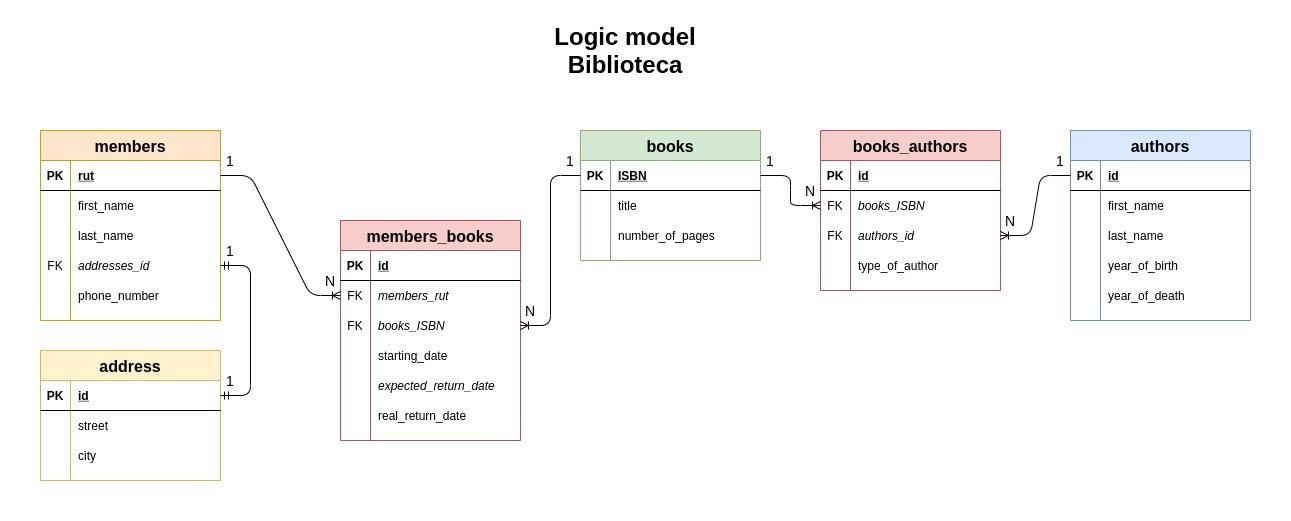 Logic model
Biblioteca
members
PK rut
first_name
last_name
FK addresses_id
phone_number
1
1
address
PK id
street
city
1
members_books
PK id
FK members_rut
FK books_ISBN
starting_date
expected_return_date
real_return_date
N
N
books
PK ISBN
title
number_of_pages
1
1
books_authors
PK id
FK books_ISBN
FK authors_id
type_of_author
N
N
authors
PK id
first_name
last_name
year_of_birth
year_of_death
1